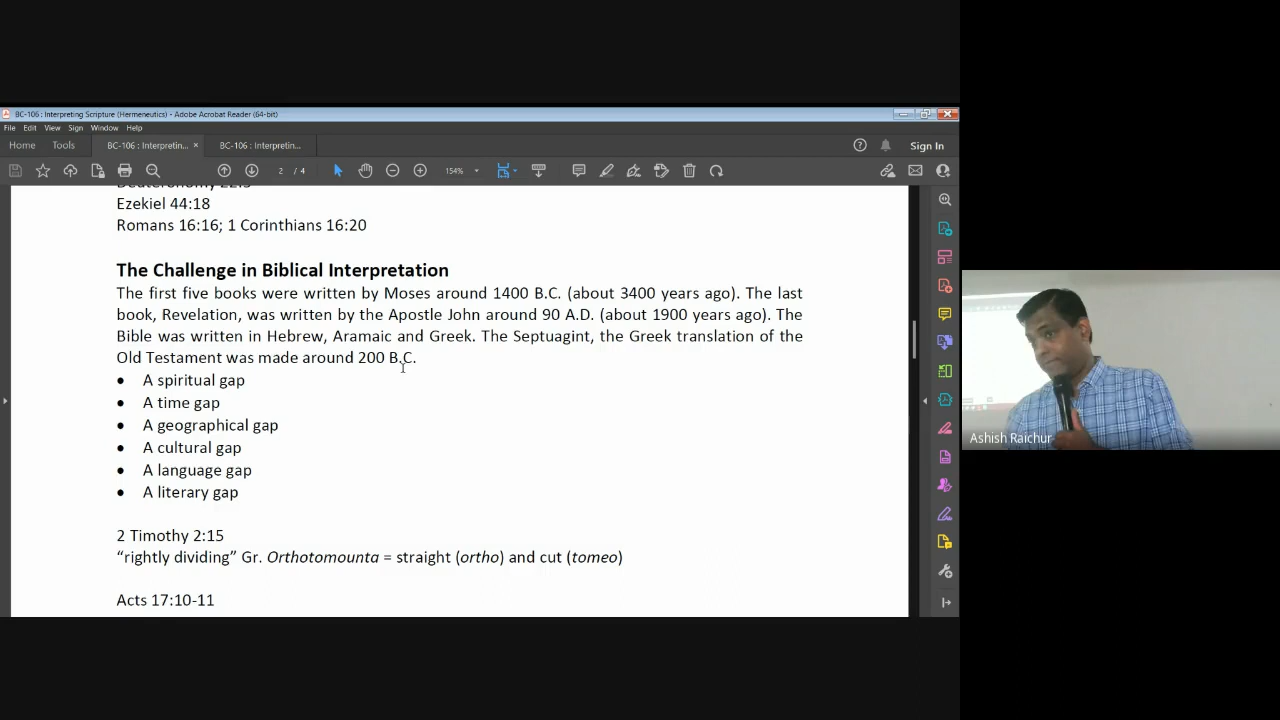 BC-106 : Interpreting Scripture (Hermeneutics) - Adobe Acrobat Reader (64-bit)
File Edit View Sign Window Help
Home Tools BC-106 : Interpretin... × BC-106 : Interpretin... Sign In
2 / 4 154%
Deuteronomy 22:5
Ezekiel 44:18
Romans 16:16; 1 Corinthians 16:20
The Challenge in Biblical Interpretation
The first five books were written by Moses around 1400 B.C. (about 3400 years ago). The last
book, Revelation, was written by the Apostle John around 90 A.D. (about 1900 years ago). The
Bible was written in Hebrew, Aramaic and Greek. The Septuagint, the Greek translation of the
Old Testament was made around 200 B.C.
• A spiritual gap
• A time gap
• A geographical gap
• A cultural gap
• A language gap
• A literary gap
2 Timothy 2:15
“rightly dividing” Gr. Orthotomounta = straight (ortho) and cut (tomeo)
Acts 17:10-11
Ashish Raichur